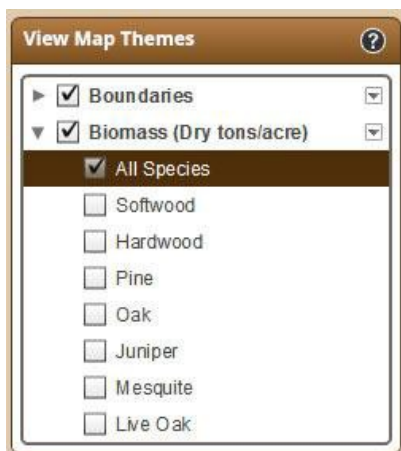 View Map Themes ?
Boundaries
Biomass (Dry tons/acre)
All Species
Softwood
Hardwood
Pine
Oak
Juniper
Mesquite
Live Oak